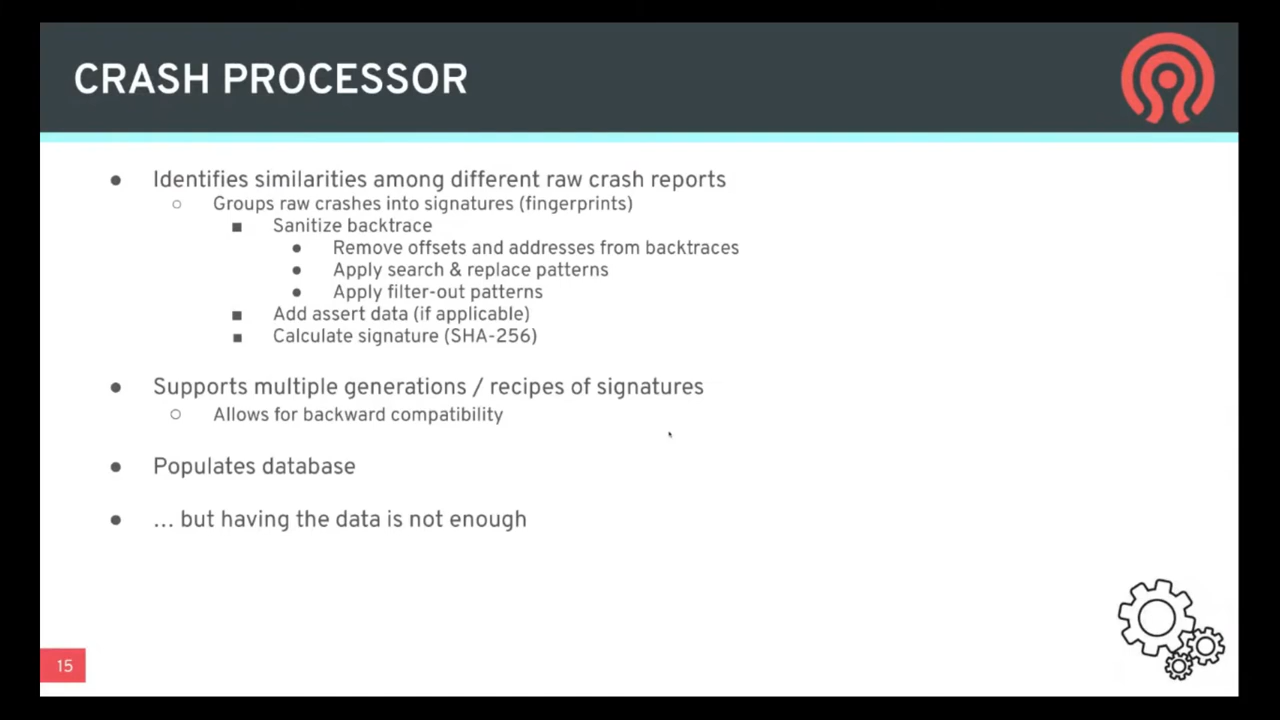 CRASH PROCESSOR
● Identifies similarities among different raw crash reports
○ Groups raw crashes into signatures (fingerprints)
■ Sanitize backtrace
● Remove offsets and addresses from backtraces
● Apply search & replace patterns
● Apply filter-out patterns
■ Add assert data (if applicable)
■ Calculate signature (SHA-256)
● Supports multiple generations / recipes of signatures
○ Allows for backward compatibility
● Populates database
● … but having the data is not enough
15